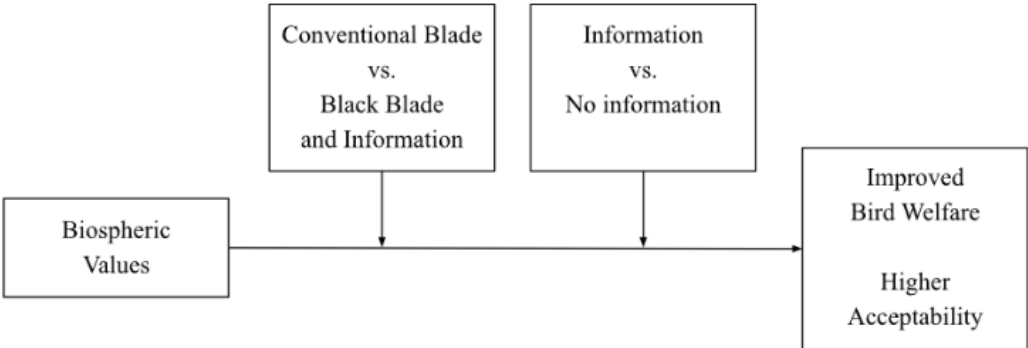 Conventional Blade
vs.
Black Blade
and Information
Information
vs.
No information
Biospheric
Values
Improved
Bird Welfare
Higher
Acceptability